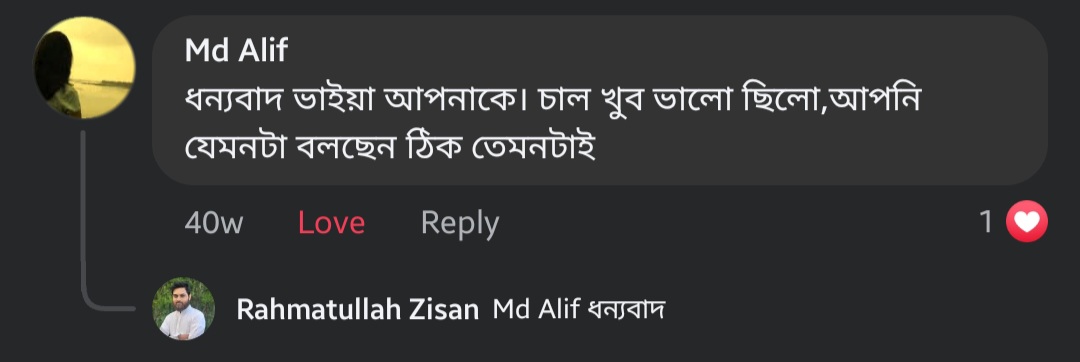 Md Alif
ধন্যবাদ ভাইয়া আপনাকে। চাল খুব ভালো ছিলো,আপনি
যেমনটা বলছেন ঠিক তেমনটাই
40w Love Reply 1
Rahmatullah Zisan Md Alif ধন্যবাদ